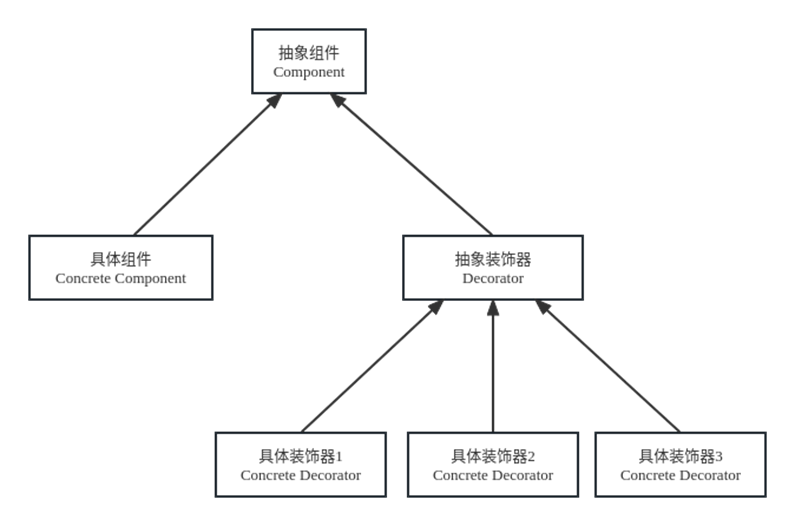 抽象组件
Component
具体组件
Concrete Component
抽象装饰器
Decorator
具体装饰器1
Concrete Decorator
具体装饰器2
Concrete Decorator
具体装饰器3
Concrete Decorator